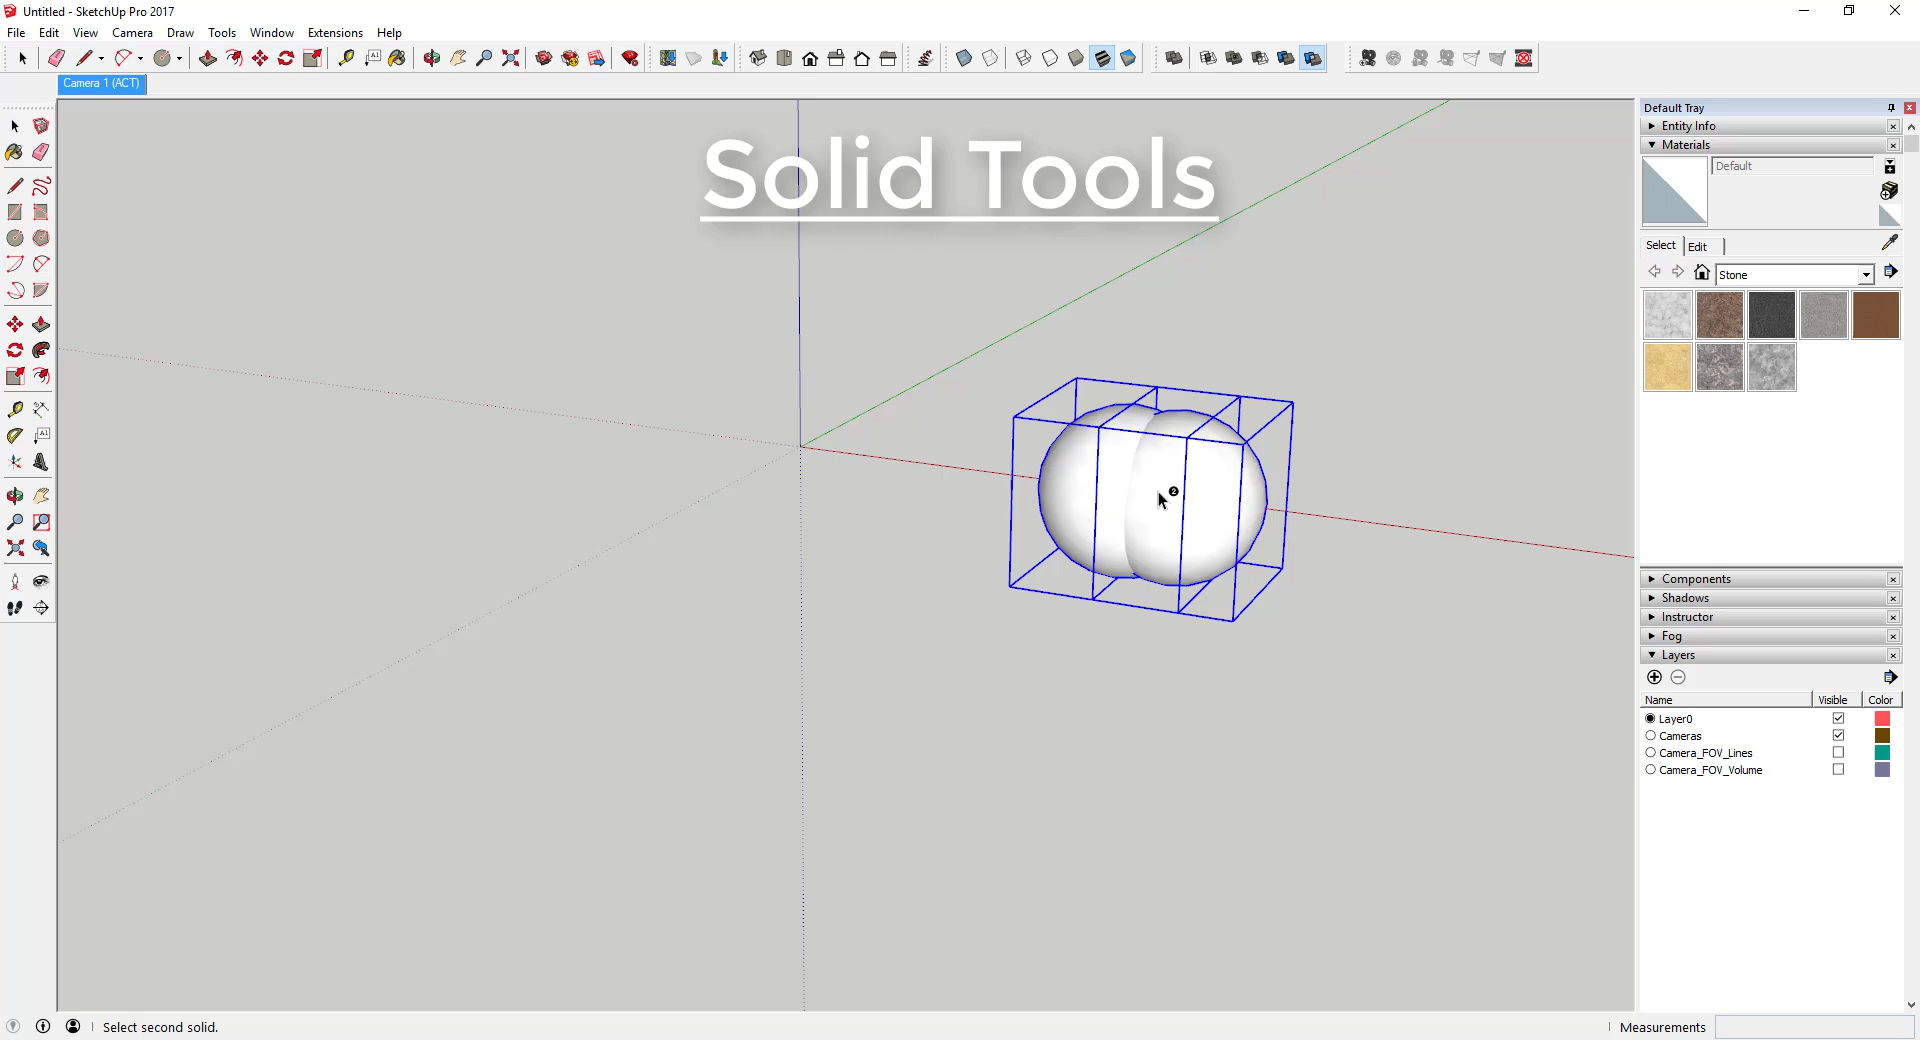 Untitled - SketchUp Pro 2017
File Edit View Camera Draw Tools Window Extensions Help
Camera 1 (ACT)
Solid Tools
Default Tray
Entity Info
Materials
Default
Select Edit
Stone
Components
Shadows
Instructor
Fog
Layers
Name Visible Color
Layer0
Cameras
Camera_FOV_Lines
Camera_FOV_Volume
2
Select second solid.
Measurements